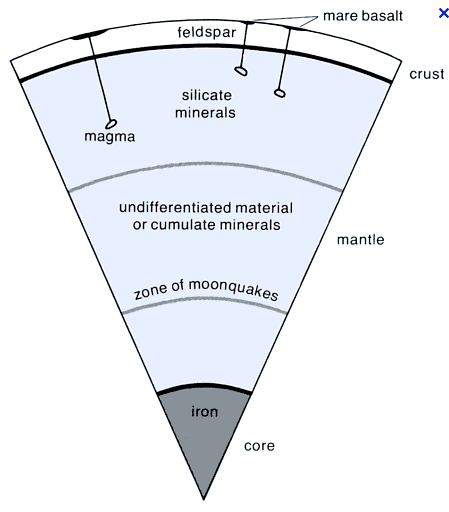 mare basalt
feldspar
crust
silicate
minerals
magma
undifferentiated material
or cumulate minerals
mantle
zone of moonquakes
iron
core